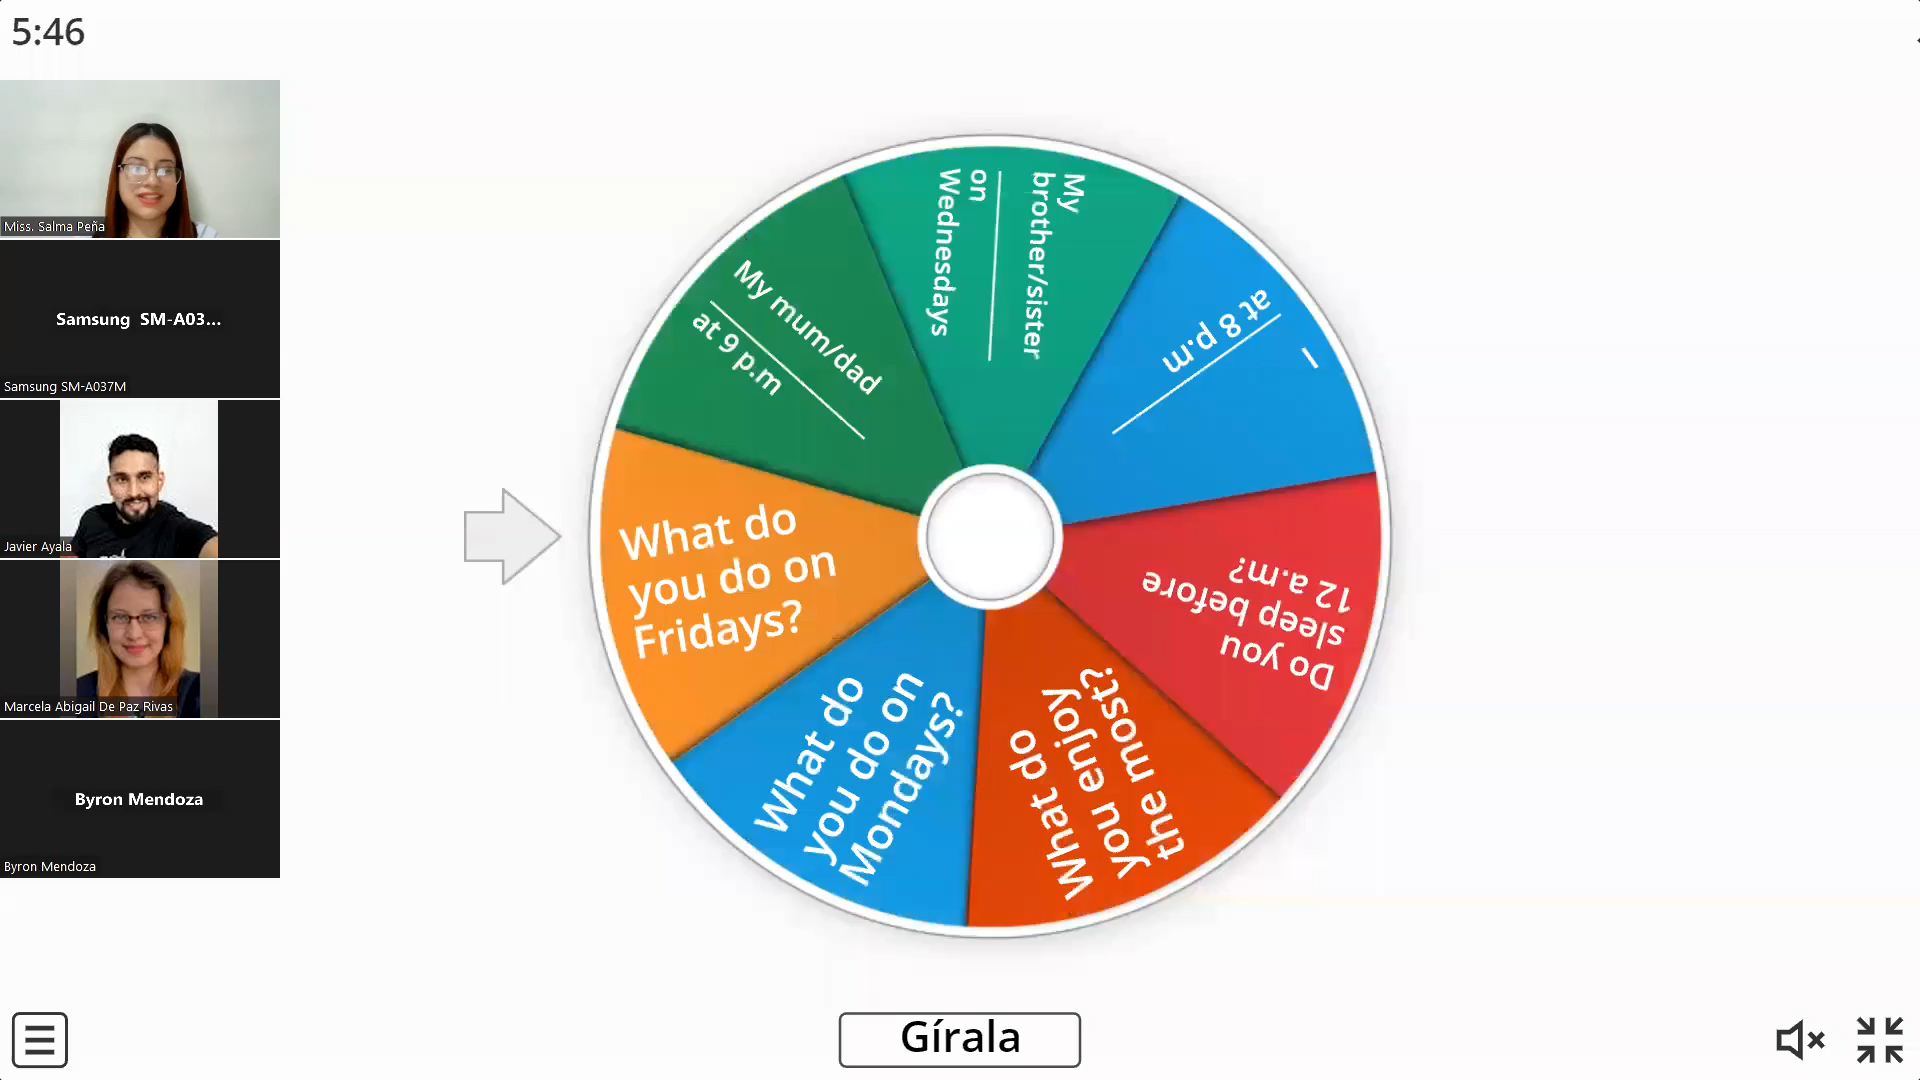 5:46
Miss. Salma Peña
Samsung SM-A03...
Samsung SM-A037M
Javier Ayala
Marcela Abigail De Paz Rivas
Byron Mendoza
Byron Mendoza
My
brother/sister
on
Wednesdays
I
at 8 p.m
Do you
sleep before
12 a.m?
What do
you enjoy
the most?
What do
you do on
Mondays?
What do
you do on
Fridays?
My mum/dad
at 9 p.m
Gírala